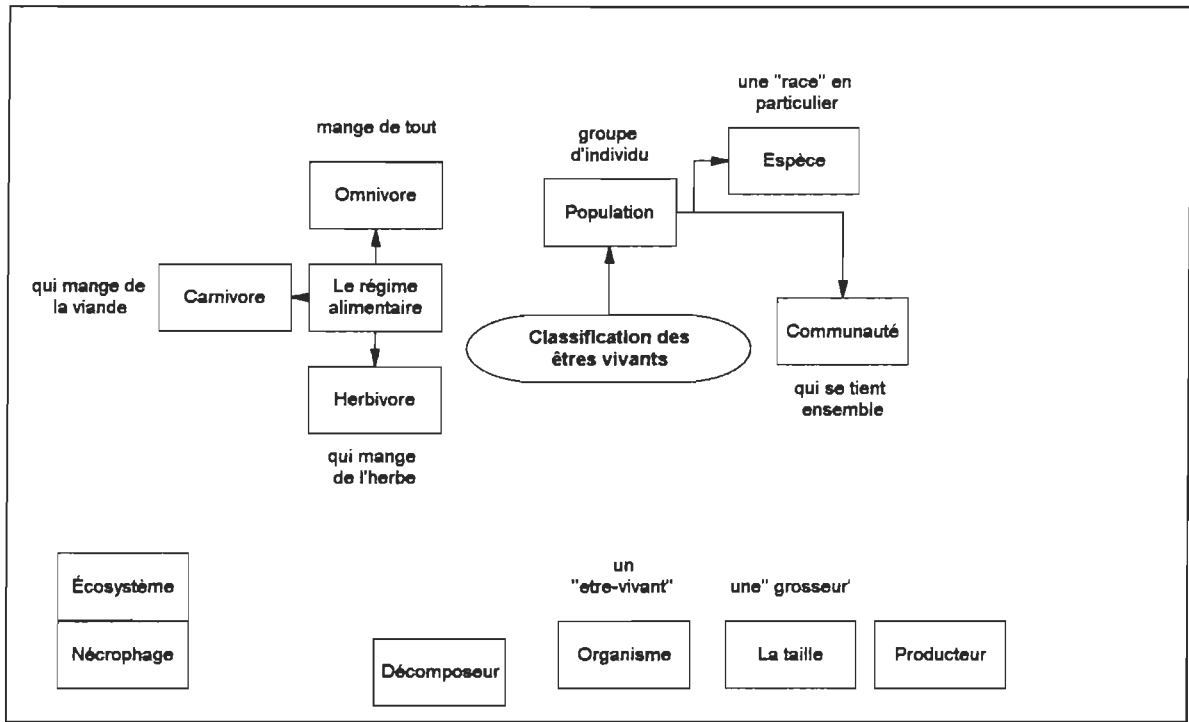 une "race" en
particulier
Espèce
groupe
d'individu
Population
mange de tout
Omnivore
qui mange de
la viande
Carnivore
Le régime
alimentaire
Classification des
êtres vivants
Communauté
qui se tient
ensemble
Herbivore
qui mange
de l'herbe
Écosystème
Nécrophage
Décomposeur
un
"etre-vivant"
Organisme
une" grosseur'
La taille
Producteur